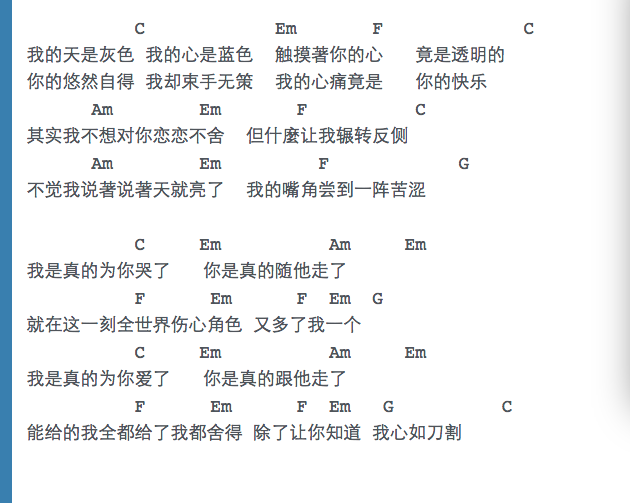 C Em F C
我的天是灰色 我的心是蓝色 触摸著你的心 竟是透明的
你的悠然自得 我却束手无策 我的心痛竟是 你的快乐
Am Em F C
其实我不想对你恋恋不舍 但什麼让我辗转反侧
Am Em F G
不觉我说著说著天就亮了 我的嘴角尝到一阵苦涩
C Em Am Em
我是真的为你哭了 你是真的随他走了
F Em F Em G
就在这一刻全世界伤心角色 又多了我一个
C Em Am Em
我是真的为你爱了 你是真的跟他走了
F Em F Em G C
能给的我全都给了我都舍得 除了让你知道 我心如刀割